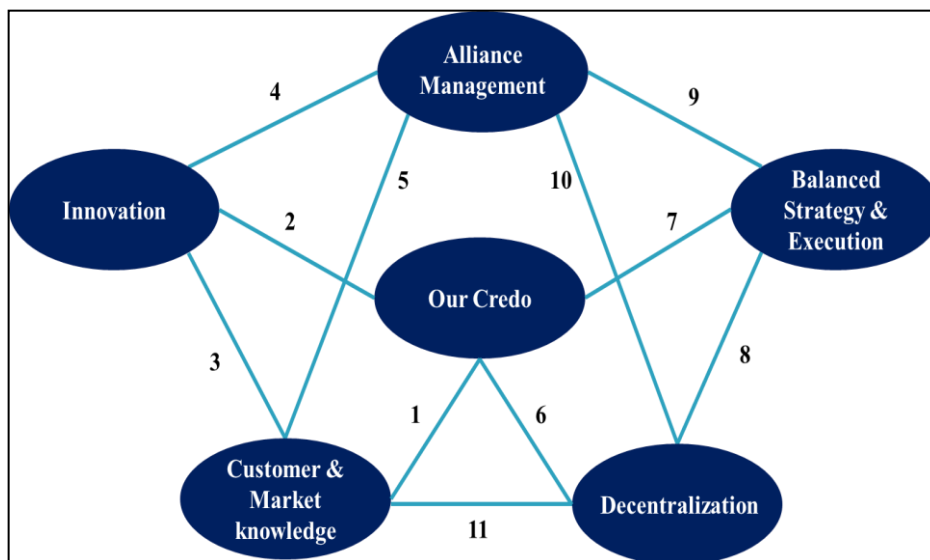 Alliance
Management
4
9
5
10
Innovation
Balanced
Strategy &
Execution
2
7
Our Credo
3
8
1
6
Customer &
Market
knowledge
Decentralization
11